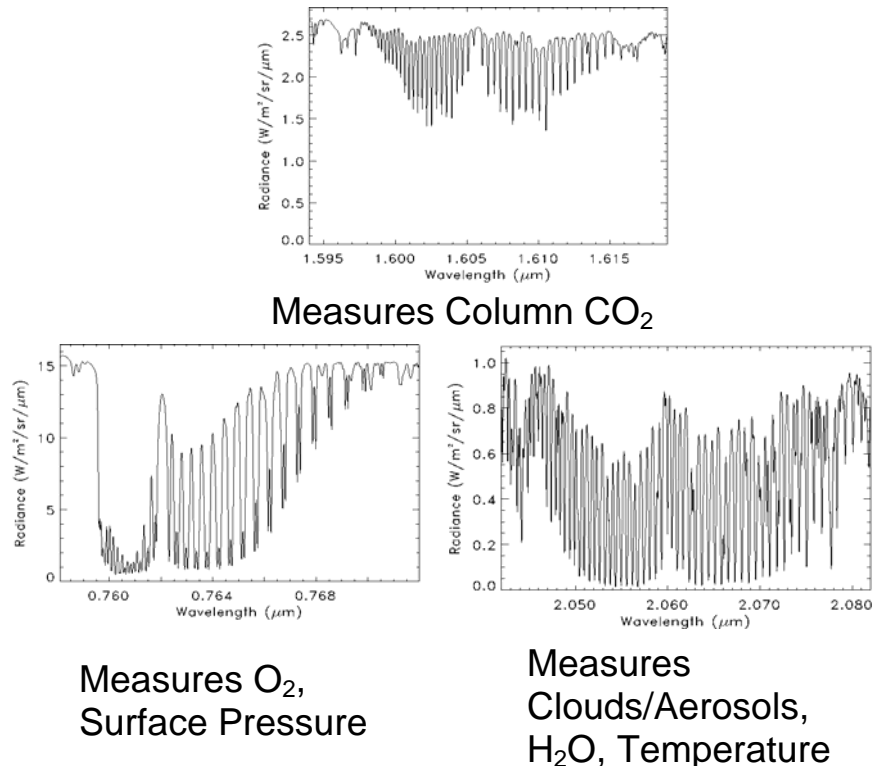 Radiance (W/m²/sr/μm)
2.5
2.0
1.5
1.0
0.5
0.0
1.595 1.600 1.605 1.610 1.615
Wavelength (μm)
Measures Column CO₂
Radiance (W/m²/sr/μm)
15
10
5
0
0.760 0.764 0.768
Wavelength (μm)
Measures O₂,
Surface Pressure
Radiance (W/m²/sr/μm)
1.0
0.8
0.6
0.4
0.2
0.0
2.050 2.060 2.070 2.080
Wavelength (μm)
Measures
Clouds/Aerosols,
H₂O, Temperature